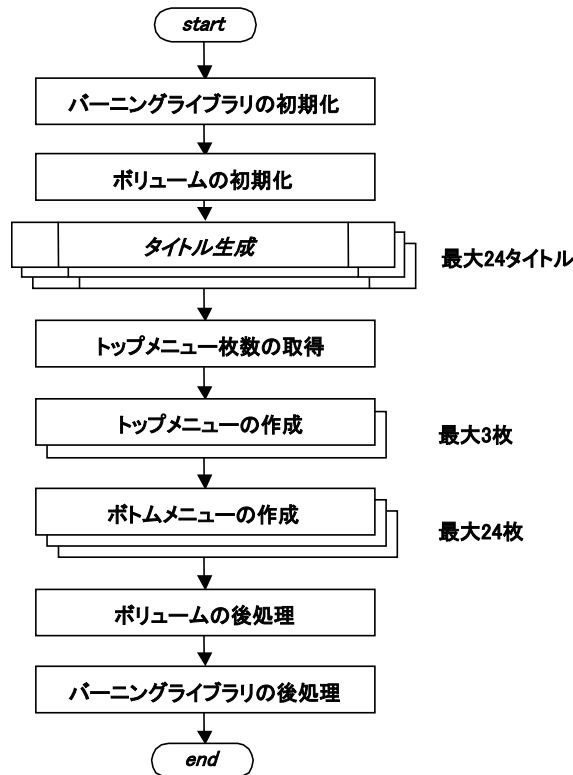 start
バーニングライブラリの初期化
ボリュームの初期化
タイトル生成
最大24タイトル
トップメニュー枚数の取得
トップメニューの作成
最大3枚
ボトムメニューの作成
最大24枚
ボリュームの後処理
バーニングライブラリの後処理
end